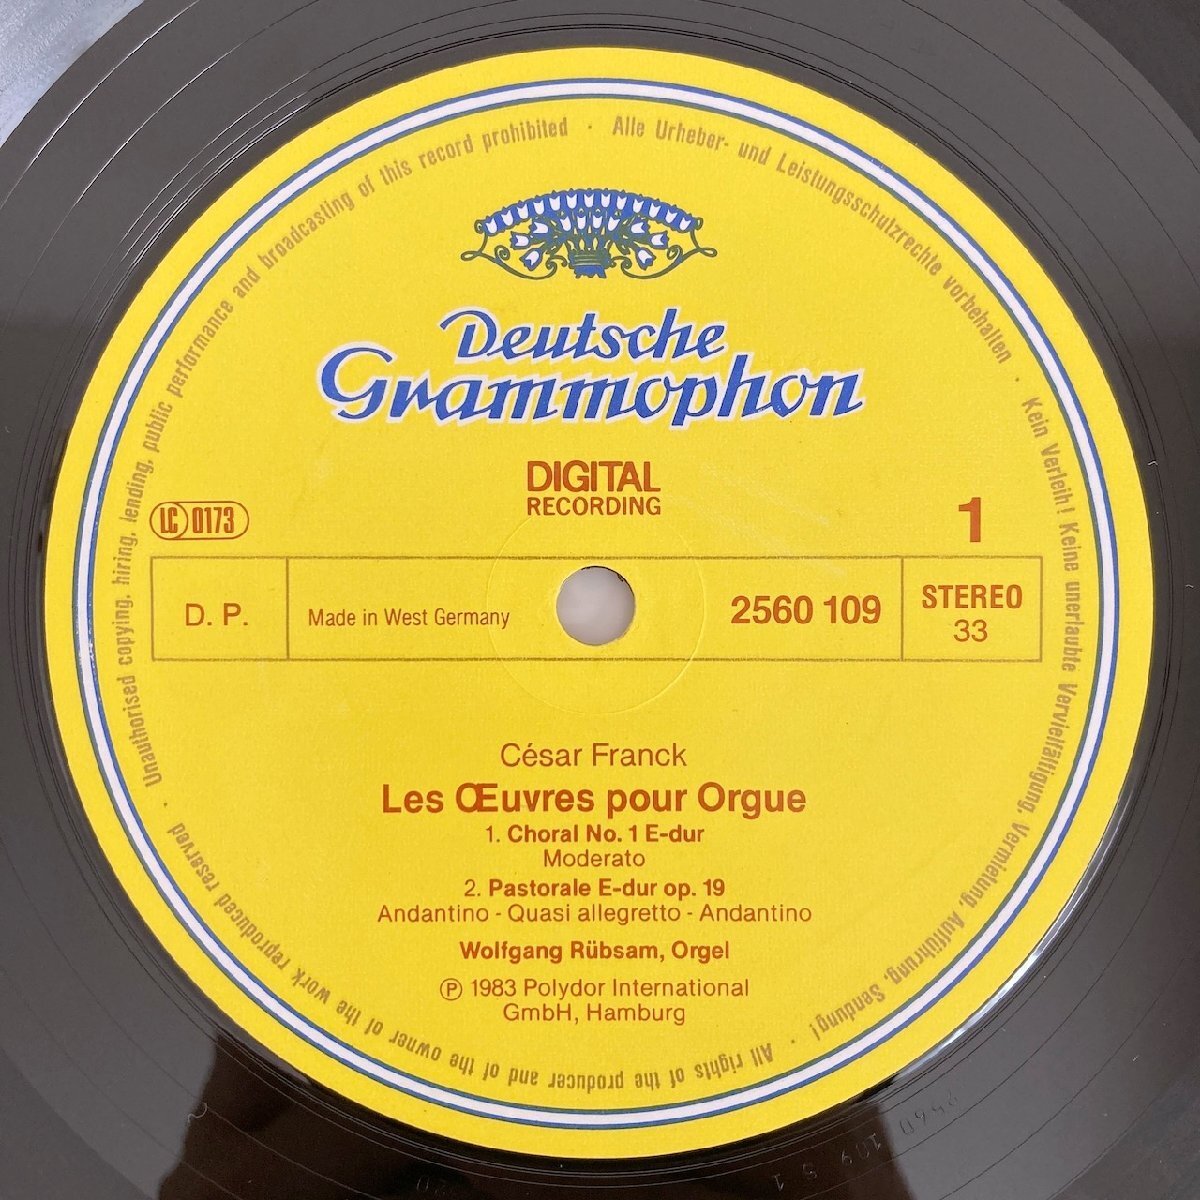 Deutsche
Grammophon
DIGITAL
RECORDING
LC 0173
1
D. P.
Made in West Germany
2560 109
STEREO
33
César Franck
Les Œuvres pour Orgue
1. Choral No. 1 E-dur
Moderato
2. Pastorale E-dur op. 19
Andantino - Quasi allegretto - Andantino
Wolfgang Rübsam, Orgel
℗ 1983 Polydor International
GmbH, Hamburg
Alle Urheber- und Leistungsschutzrechte vorbehalten · Kein Verleih! Keine unerlaubte Vervielfältigung, Vermietung, Aufführung, Sendung! · All rights of the producer and of the owner of the work reproduced reserved · Unauthorised copying, hiring, lending, public performance and broadcasting of this record prohibited ·
2560 109 S 1